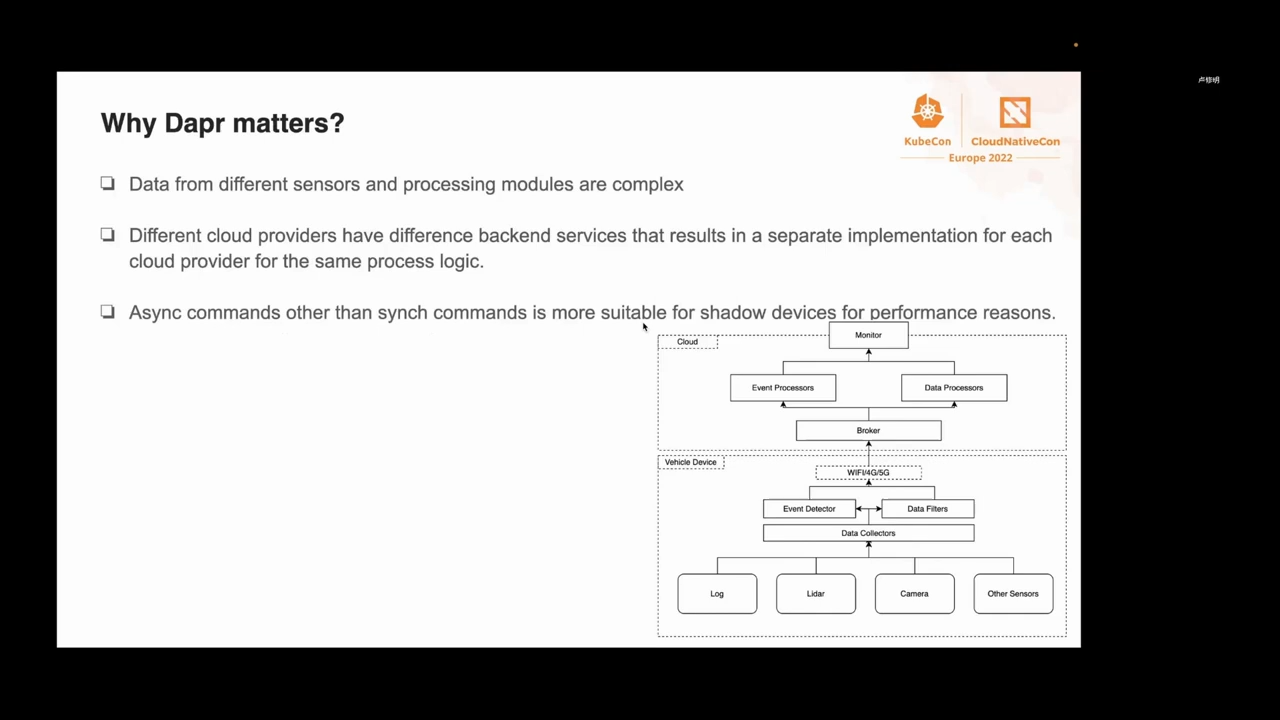 卢修明
Why Dapr matters?
KubeCon
CloudNativeCon
Europe 2022
Data from different sensors and processing modules are complex
Different cloud providers have difference backend services that results in a separate implementation for each
cloud provider for the same process logic.
Async commands other than synch commands is more suitable for shadow devices for performance reasons.
Cloud
Monitor
Event Processors
Data Processors
Broker
Vehicle Device
WIFI/4G/5G
Event Detector
Data Filters
Data Collectors
Log
Lidar
Camera
Other Sensors